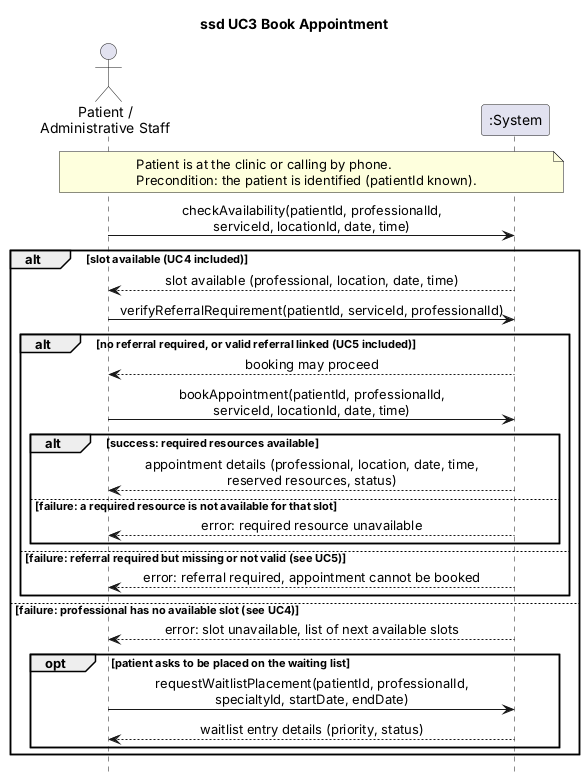 ssd UC3 Book Appointment
Patient /
Administrative Staff
:System
Patient is at the clinic or calling by phone.
Precondition: the patient is identified (patientId known).
checkAvailability(patientId, professionalId,
serviceId, locationId, date, time)
alt
[slot available (UC4 included)]
slot available (professional, location, date, time)
verifyReferralRequirement(patientId, serviceId, professionalId)
alt
[no referral required, or valid referral linked (UC5 included)]
booking may proceed
bookAppointment(patientId, professionalId,
serviceId, locationId, date, time)
alt
[success: required resources available]
appointment details (professional, location, date, time,
reserved resources, status)
[failure: a required resource is not available for that slot]
error: required resource unavailable
[failure: referral required but missing or not valid (see UC5)]
error: referral required, appointment cannot be booked
[failure: professional has no available slot (see UC4)]
error: slot unavailable, list of next available slots
opt
[patient asks to be placed on the waiting list]
requestWaitlistPlacement(patientId, professionalId,
specialtyId, startDate, endDate)
waitlist entry details (priority, status)